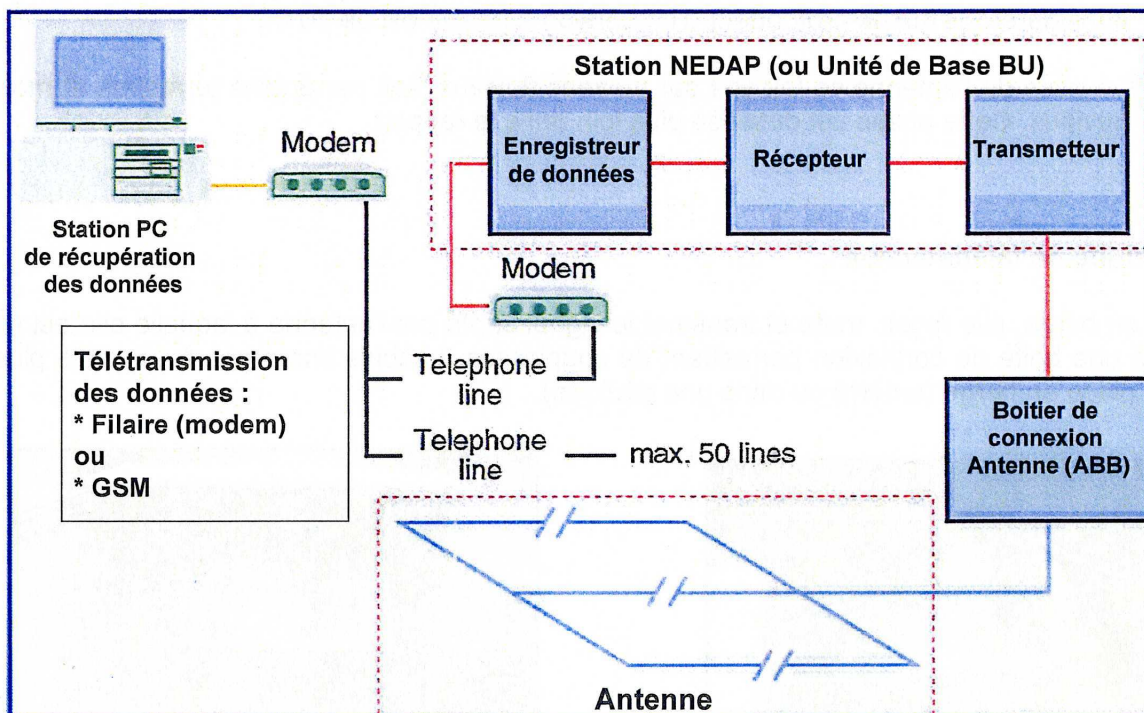 Station NEDAP (ou Unité de Base BU)
Modem
Enregistreur
de données
Récepteur
Transmetteur
Station PC
de récupération
des données
Modem
Télétransmission
des données :
* Filaire (modem)
ou
* GSM
Telephone
line
Telephone
line
max. 50 lines
Boitier de
connexion
Antenne (ABB)
Antenne